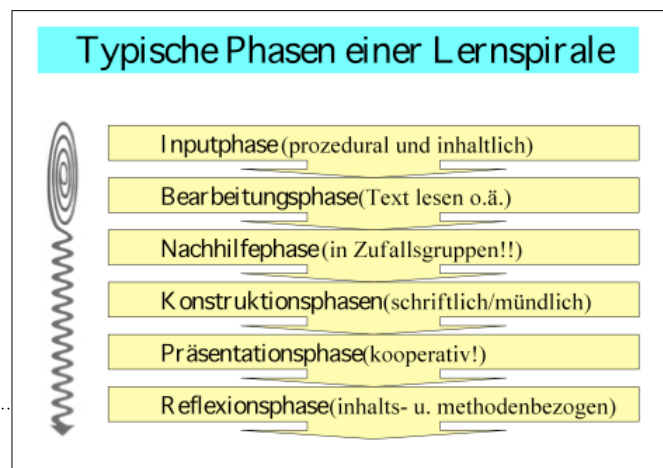 Typische Phasen einer Lernspirale
Inputphase(prozedural und inhaltlich)
Bearbeitungsphase(Text lesen o.ä.)
Nachhilfephase(in Zufallsgruppen!!)
Konstruktionsphasen(schriftlich/mündlich)
Präsentationsphase(kooperativ!)
Reflexionsphase(inhalts- u. methodenbezogen)